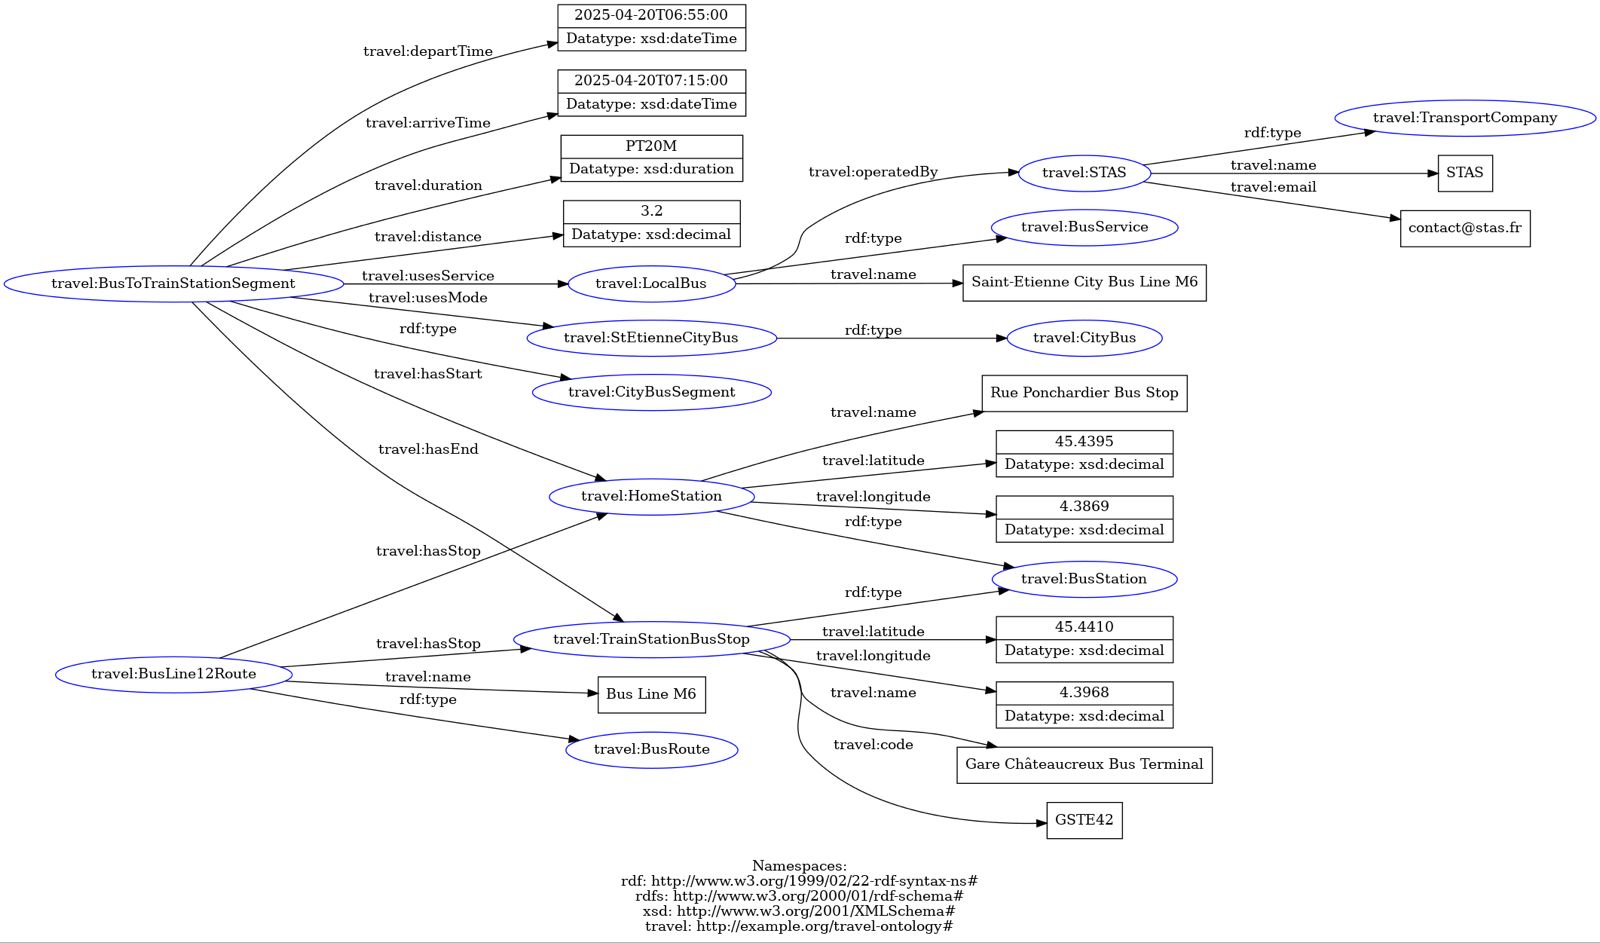 2025-04-20T06:55:00
Datatype: xsd:dateTime
travel:departTime
2025-04-20T07:15:00
Datatype: xsd:dateTime
travel:arriveTime
PT20M
Datatype: xsd:duration
travel:duration
3.2
Datatype: xsd:decimal
travel:distance
travel:BusToTrainStationSegment
travel:usesService
travel:LocalBus
travel:operatedBy
travel:STAS
rdf:type
travel:TransportCompany
travel:name
STAS
travel:email
contact@stas.fr
rdf:type
travel:BusService
travel:name
Saint-Etienne City Bus Line M6
travel:usesMode
travel:StEtienneCityBus
rdf:type
travel:CityBus
rdf:type
travel:CityBusSegment
travel:hasStart
travel:HomeStation
travel:name
Rue Ponchardier Bus Stop
travel:latitude
45.4395
Datatype: xsd:decimal
travel:longitude
4.3869
Datatype: xsd:decimal
rdf:type
travel:BusStation
travel:hasEnd
travel:hasStop
travel:TrainStationBusStop
rdf:type
travel:latitude
45.4410
Datatype: xsd:decimal
travel:longitude
4.3968
Datatype: xsd:decimal
travel:name
Gare Châteaucreux Bus Terminal
travel:code
GSTE42
travel:BusLine12Route
travel:hasStop
travel:name
Bus Line M6
rdf:type
travel:BusRoute
Namespaces:
rdf: http://www.w3.org/1999/02/22-rdf-syntax-ns#
rdfs: http://www.w3.org/2000/01/rdf-schema#
xsd: http://www.w3.org/2001/XMLSchema#
travel: http://example.org/travel-ontology#